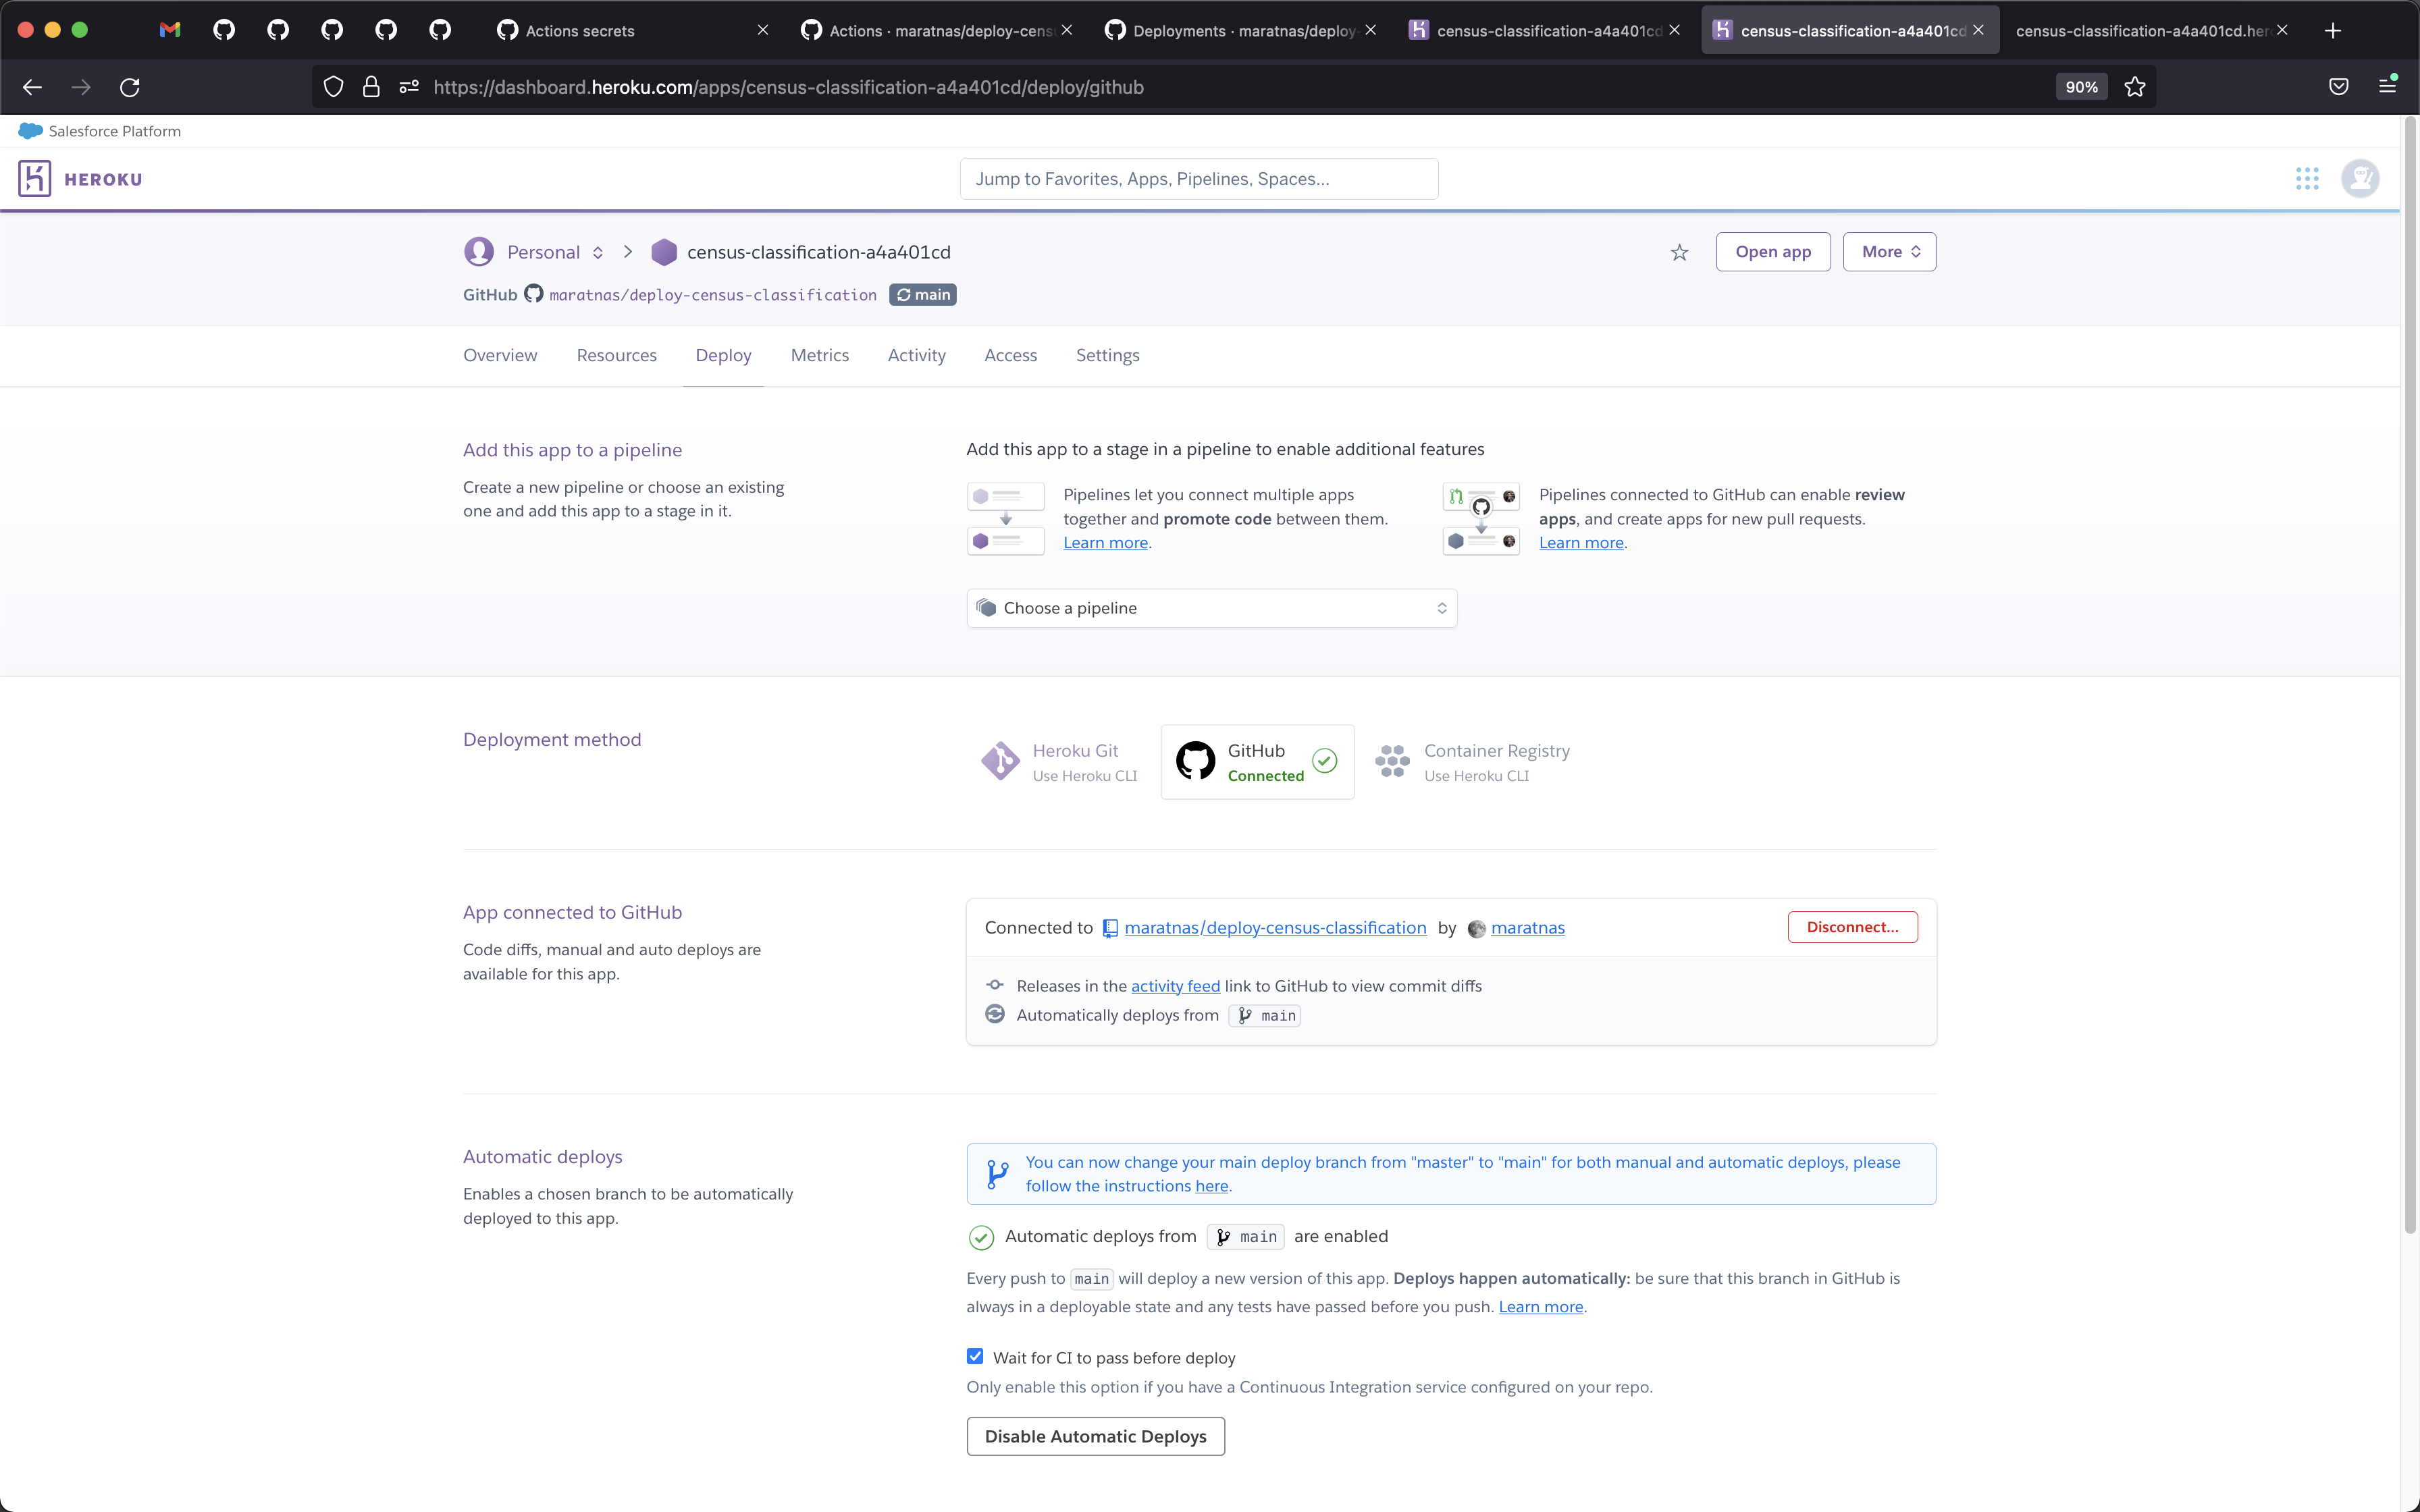 Actions secrets
Actions · maratnas/deploy-cens
Deployments · maratnas/deploy-
census-classification-a4a401cd
census-classification-a4a401cd
census-classification-a4a401cd.her
https://dashboard.heroku.com/apps/census-classification-a4a401cd/deploy/github
90%
Salesforce Platform
HEROKU
Jump to Favorites, Apps, Pipelines, Spaces...
Personal
census-classification-a4a401cd
Open app
More
GitHub maratnas/deploy-census-classification main
Overview Resources Deploy Metrics Activity Access Settings
Add this app to a pipeline
Create a new pipeline or choose an existing
one and add this app to a stage in it.
Add this app to a stage in a pipeline to enable additional features
Pipelines let you connect multiple apps
together and promote code between them.
Learn more.
Pipelines connected to GitHub can enable review
apps, and create apps for new pull requests.
Learn more.
Choose a pipeline
Deployment method
Heroku Git
Use Heroku CLI
GitHub
Connected
Container Registry
Use Heroku CLI
App connected to GitHub
Code diffs, manual and auto deploys are
available for this app.
Connected to maratnas/deploy-census-classification by maratnas
Disconnect...
Releases in the activity feed link to GitHub to view commit diffs
Automatically deploys from main
Automatic deploys
Enables a chosen branch to be automatically
deployed to this app.
You can now change your main deploy branch from "master" to "main" for both manual and automatic deploys, please
follow the instructions here.
Automatic deploys from main are enabled
Every push to main will deploy a new version of this app. Deploys happen automatically: be sure that this branch in GitHub is
always in a deployable state and any tests have passed before you push. Learn more.
Wait for CI to pass before deploy
Only enable this option if you have a Continuous Integration service configured on your repo.
Disable Automatic Deploys